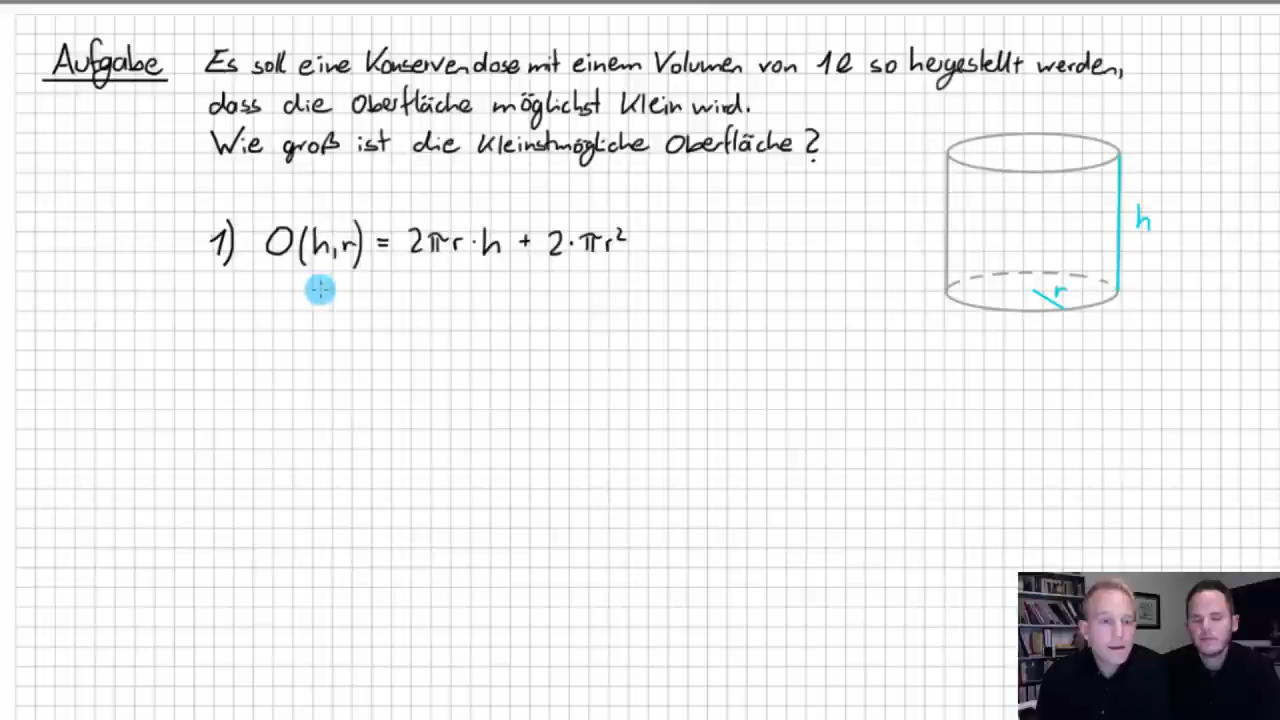 Aufgabe Es soll eine Konservendose mit einem Volumen von 1l so hergestellt werden,
dass die Oberfläche möglichst klein wird.
Wie groß ist die kleinstmögliche Oberfläche?
1) O(h,r) = 2πr·h + 2·πr²
h
r